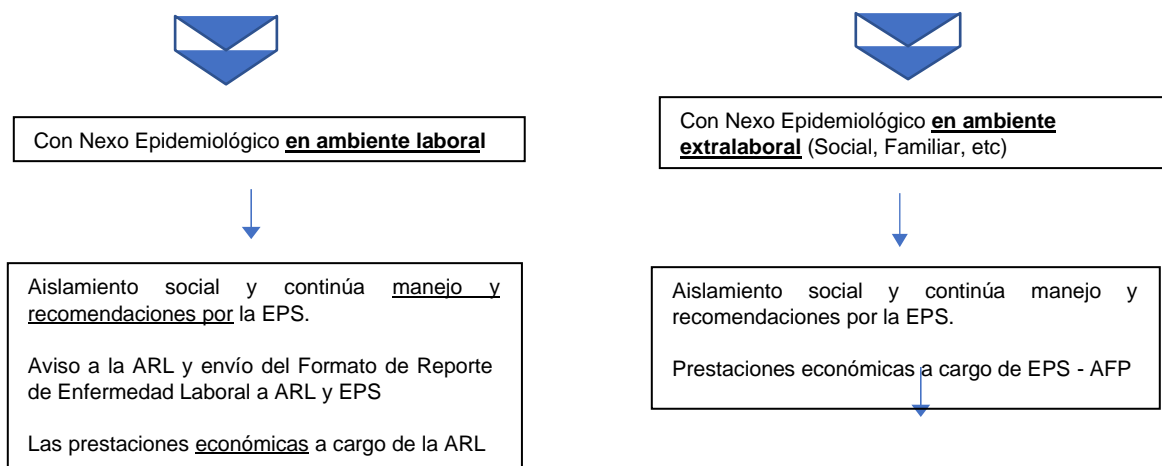 Con Nexo Epidemiológico en ambiente laboral
Con Nexo Epidemiológico en ambiente
extralaboral (Social, Familiar, etc)
Aislamiento social y continúa manejo y
recomendaciones por la EPS.
Aviso a la ARL y envío del Formato de Reporte
de Enfermedad Laboral a ARL y EPS
Las prestaciones económicas a cargo de la ARL
Aislamiento social y continúa manejo y
recomendaciones por la EPS.
Prestaciones económicas a cargo de EPS - AFP